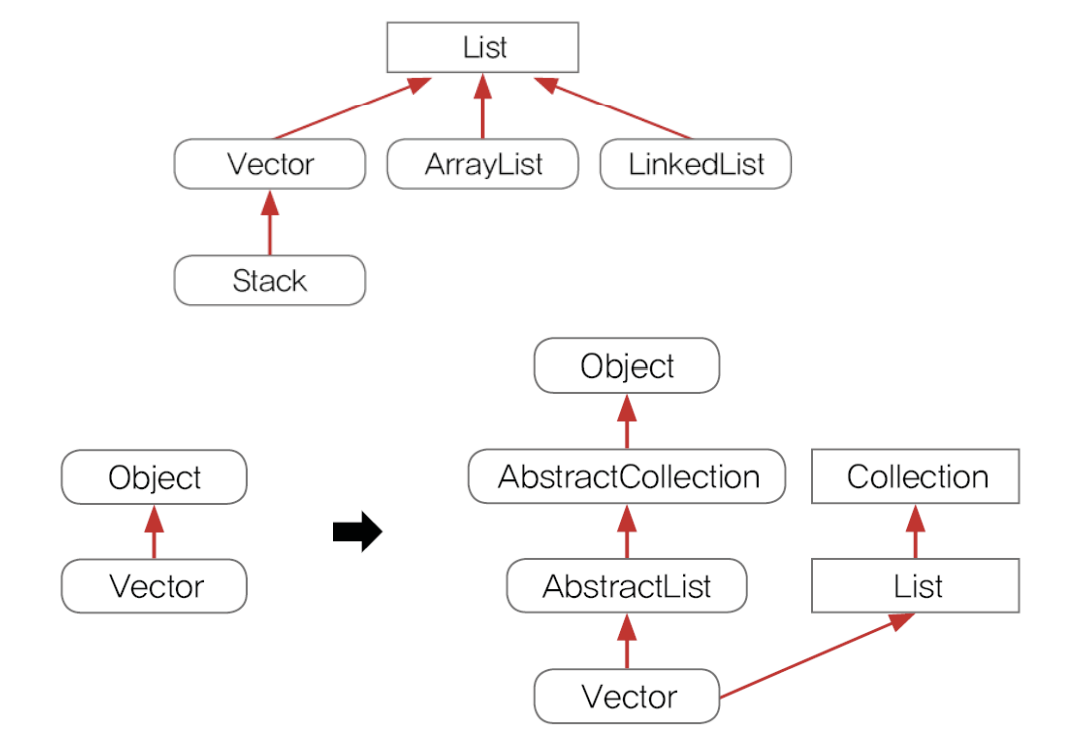 List
Vector
ArrayList
LinkedList
Stack
Object
Object
AbstractCollection
Collection
Vector
AbstractList
List
Vector